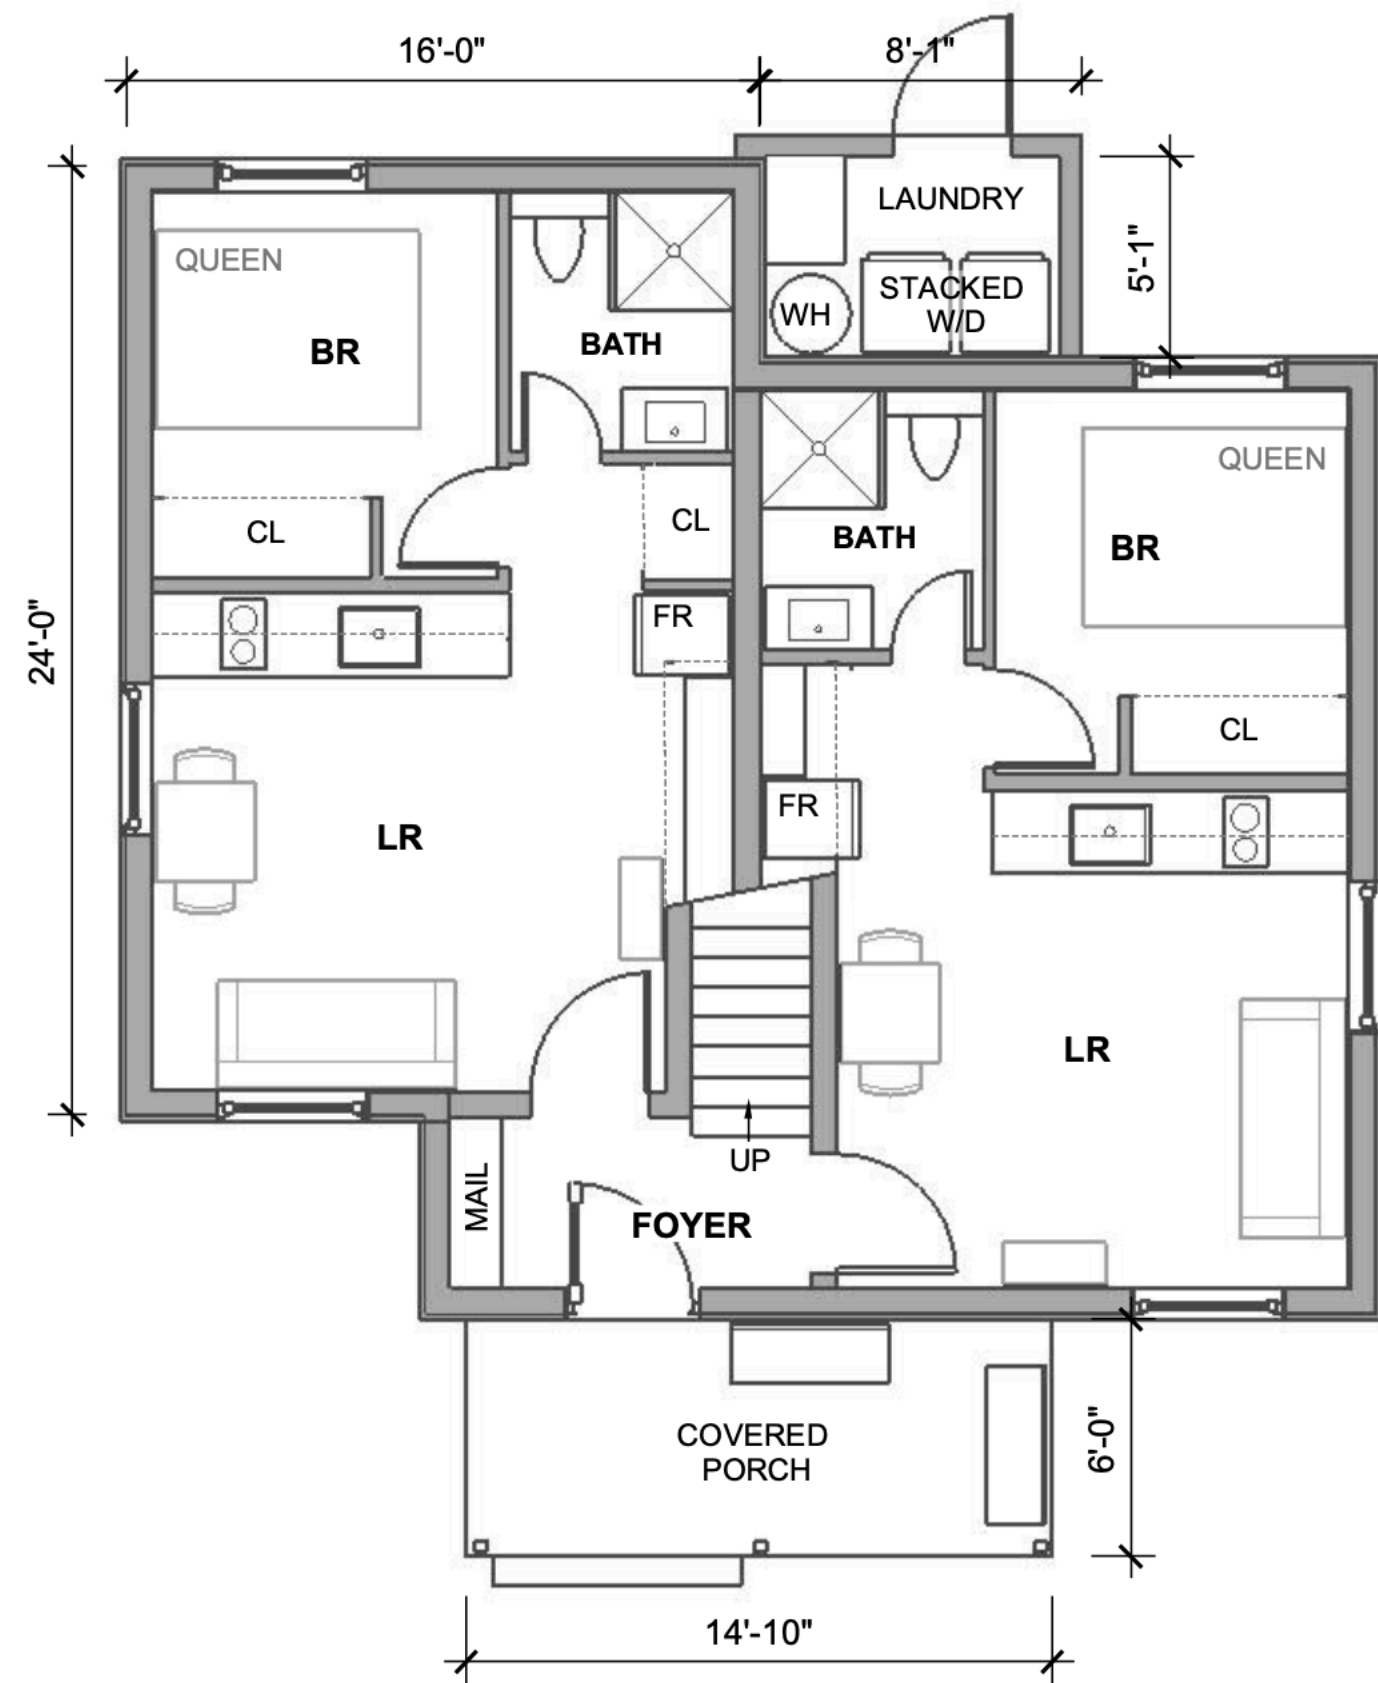 16'-0"
8'-1"
LAUNDRY
5'-1"
QUEEN
STACKED
W/D
WH
BR
BATH
QUEEN
CL
CL
BATH
BR
24'-0"
FR
CL
FR
LR
LR
UP
MAIL
FOYER
COVERED
PORCH
6'-0"
14'-10"